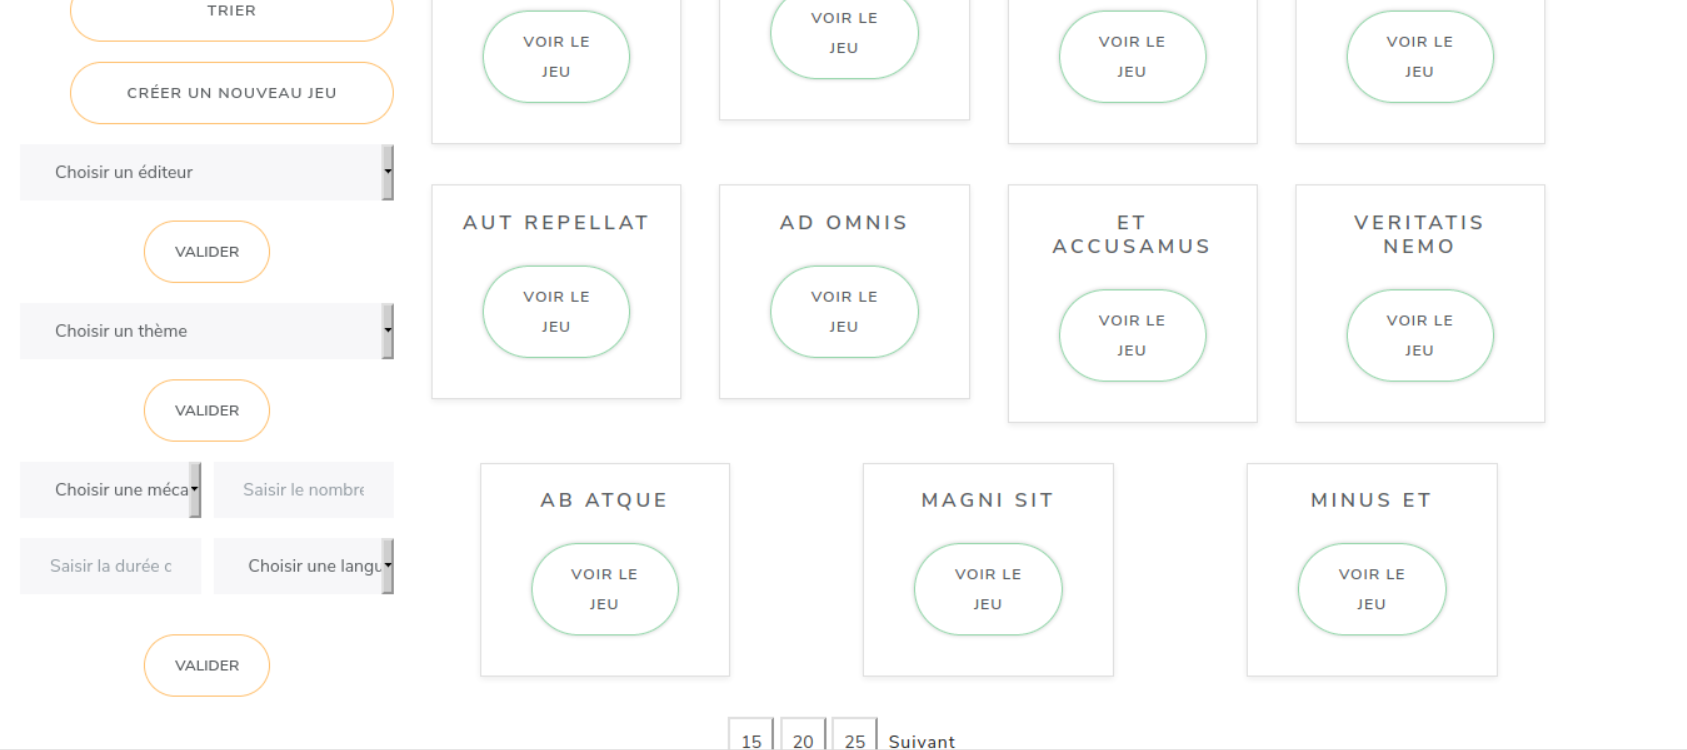 TRIER
CRÉER UN NOUVEAU JEU
Choisir un éditeur
VALIDER
Choisir un thème
VALIDER
Choisir une méca
Saisir le nombre
Saisir la durée c
Choisir une langu
VALIDER
VOIR LE
JEU
VOIR LE
JEU
VOIR LE
JEU
VOIR LE
JEU
AUT REPELLAT
VOIR LE
JEU
AD OMNIS
VOIR LE
JEU
ET
ACCUSAMUS
VOIR LE
JEU
VERITATIS
NEMO
VOIR LE
JEU
AB ATQUE
VOIR LE
JEU
MAGNI SIT
VOIR LE
JEU
MINUS ET
VOIR LE
JEU
15 20 25 Suivant